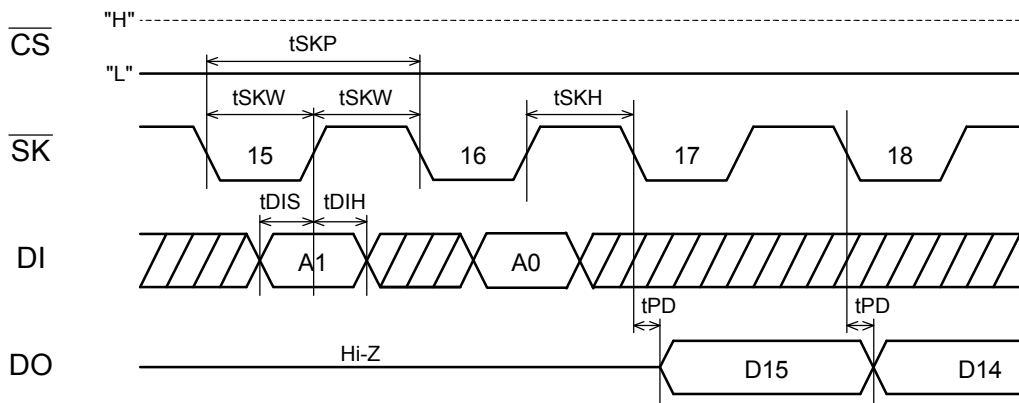 "H"
CS
tSKP
"L"
tSKW tSKW tSKH
SK
15 16 17 18
tDIS tDIH
DI
A1 A0
tPD tPD
Hi-Z
DO
D15 D14